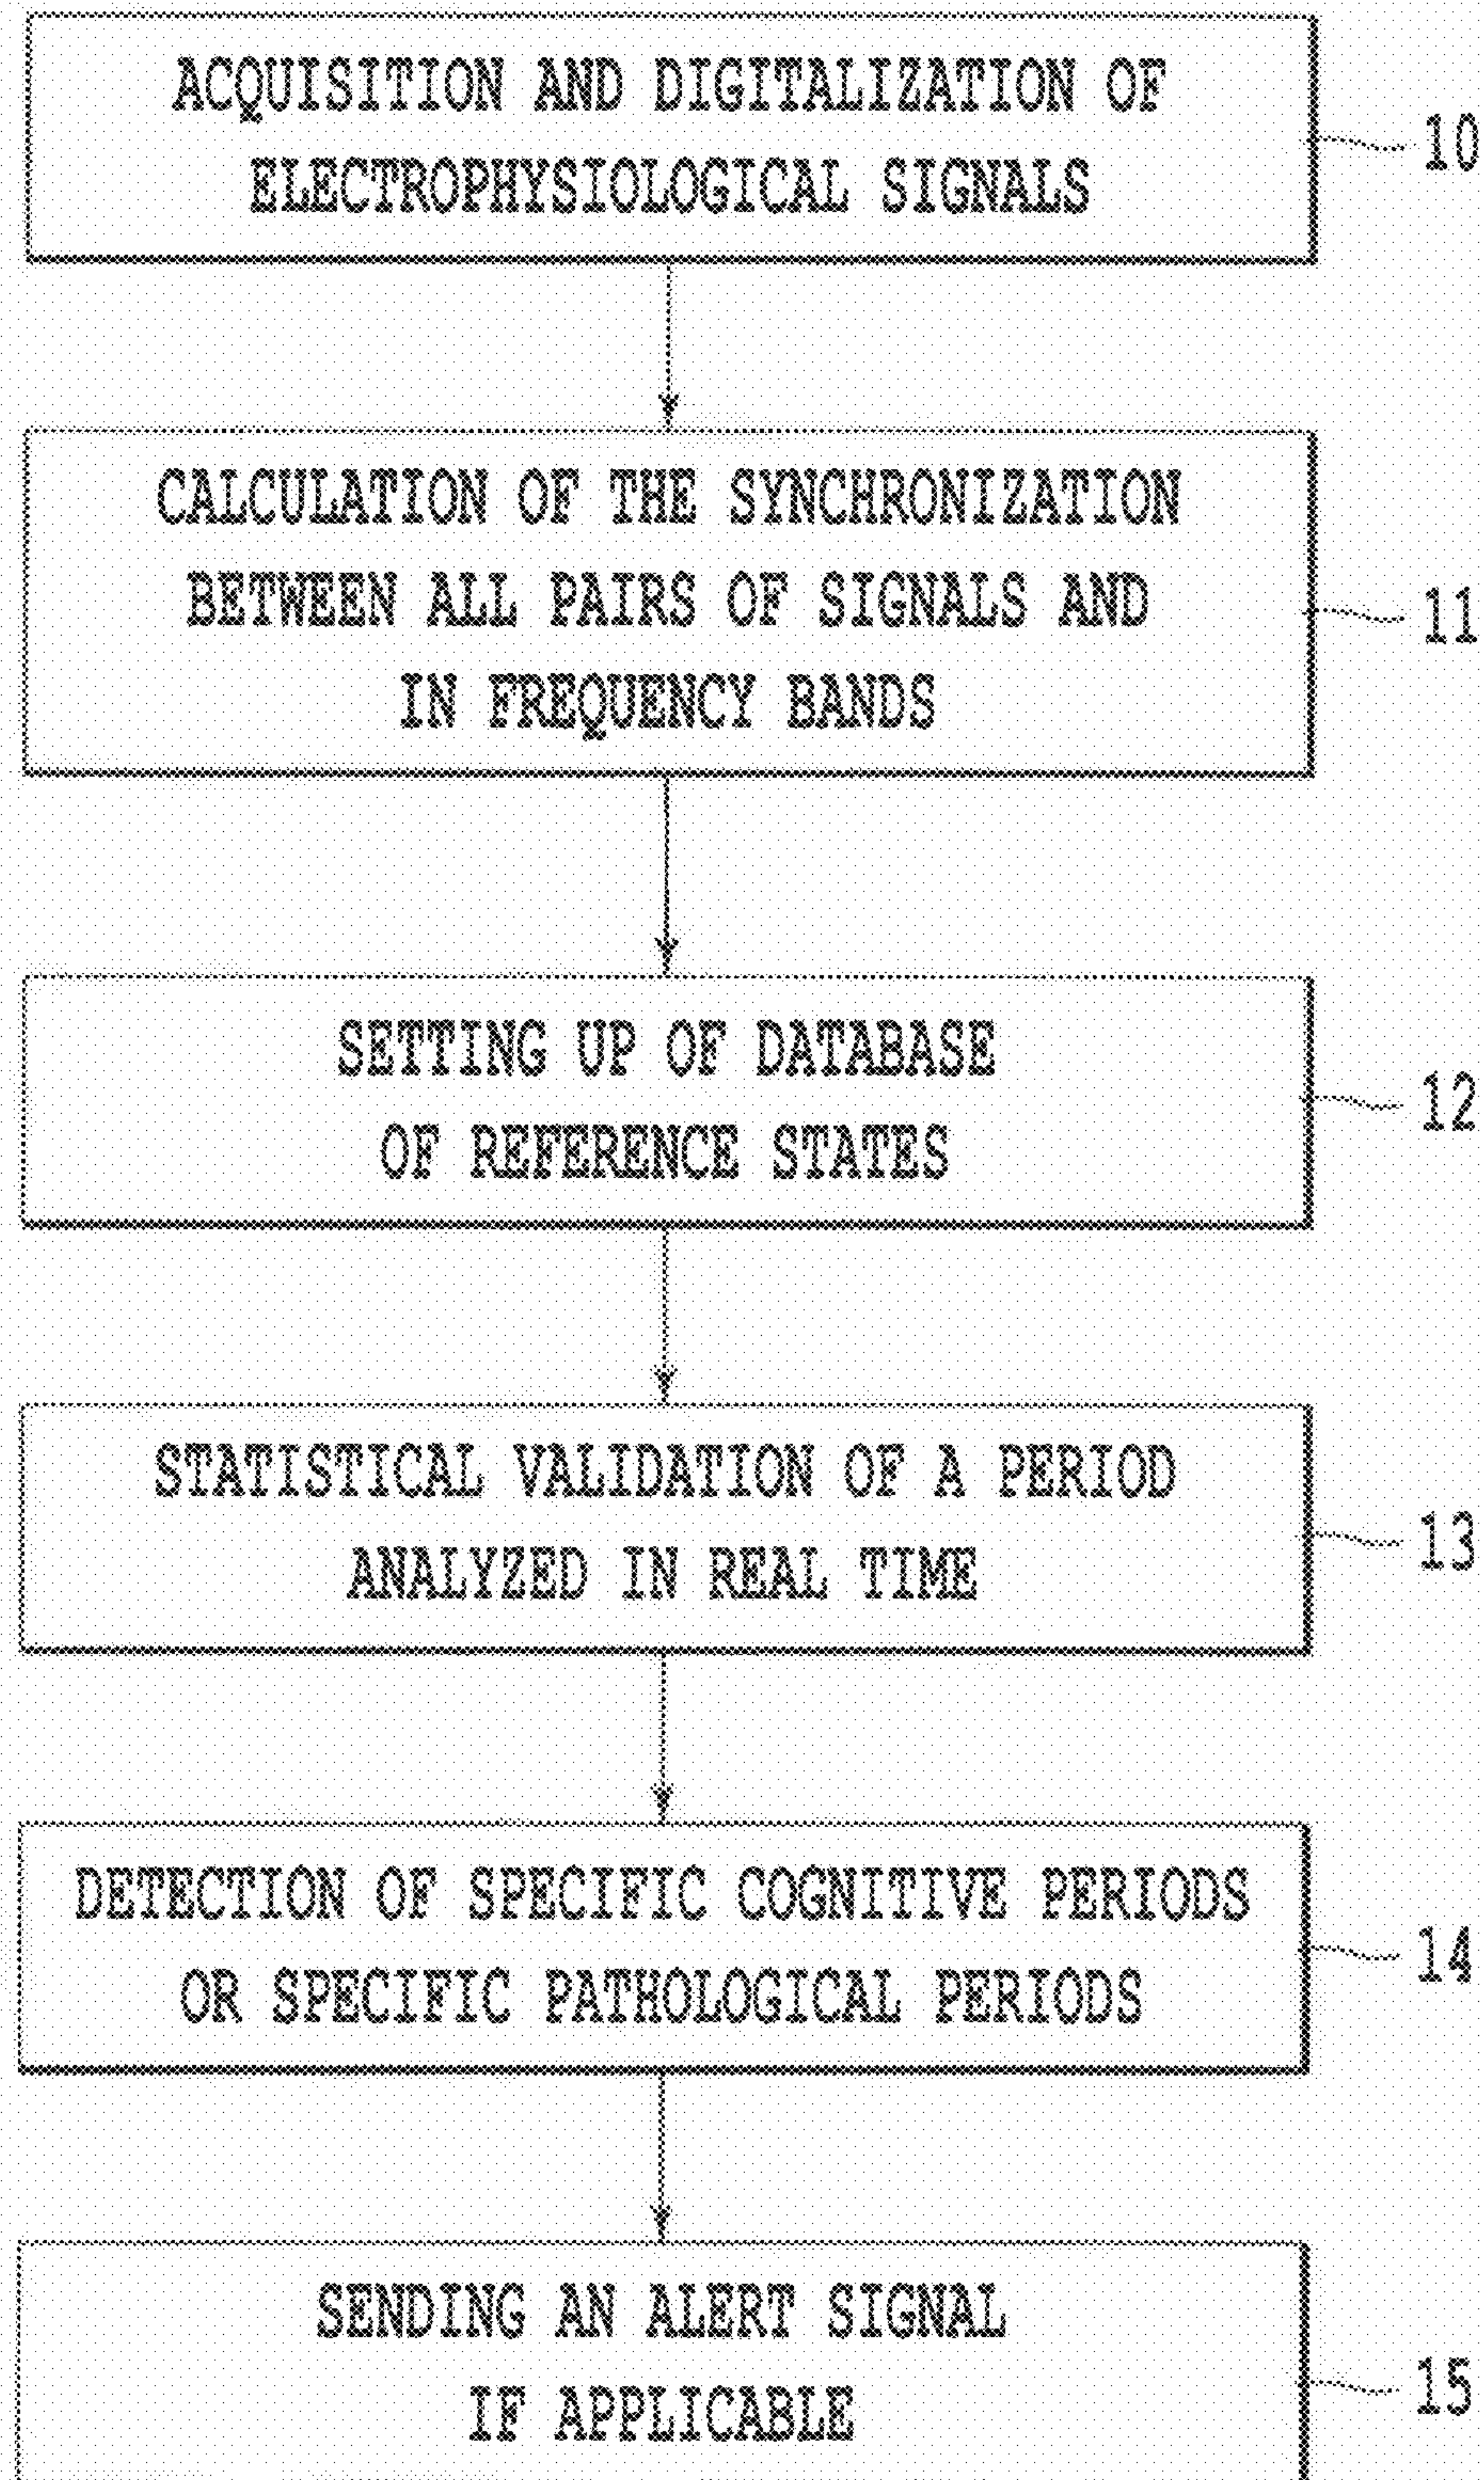 ACQUISITION AND DIGITALIZATION OF
ELECTROPHYSIOLOGICAL SIGNALS
10
CALCULATION OF THE SYNCHRONIZATION
BETWEEN ALL PAIRS OF SIGNALS AND
IN FREQUENCY BANDS
11
SETTING UP OF DATABASE
OF REFERENCE STATES
12
STATISTICAL VALIDATION OF A PERIOD
ANALYZED IN REAL TIME
13
DETECTION OF SPECIFIC COGNITIVE PERIODS
OR SPECIFIC PATHOLOGICAL PERIODS
14
SENDING AN ALERT SIGNAL
IF APPLICABLE
15